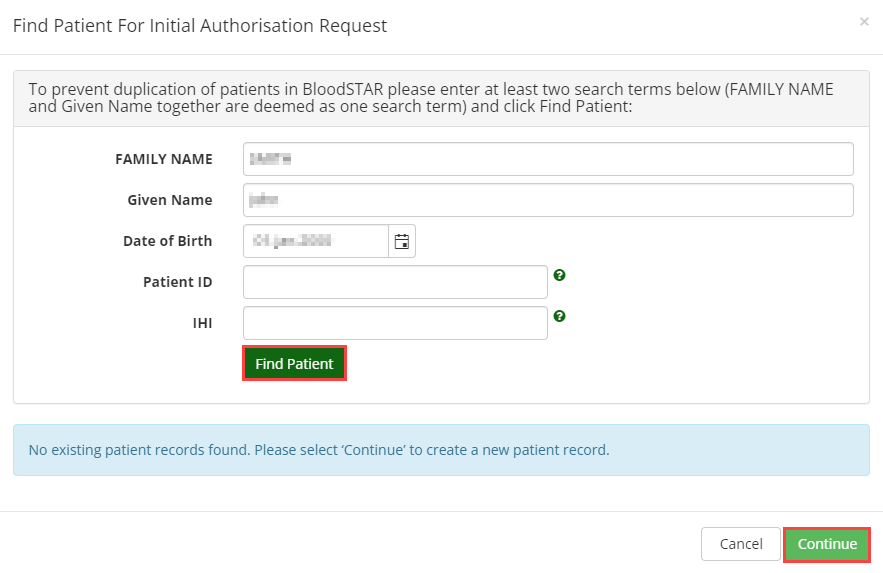 Find Patient For Initial Authorisation Request
×
To prevent duplication of patients in BloodSTAR please enter at least two search terms below (FAMILY NAME
and Given Name together are deemed as one search term) and click Find Patient:
FAMILY NAME
Given Name
Date of Birth
Patient ID
?
IHI
?
Find Patient
No existing patient records found. Please select ‘Continue’ to create a new patient record.
Cancel Continue